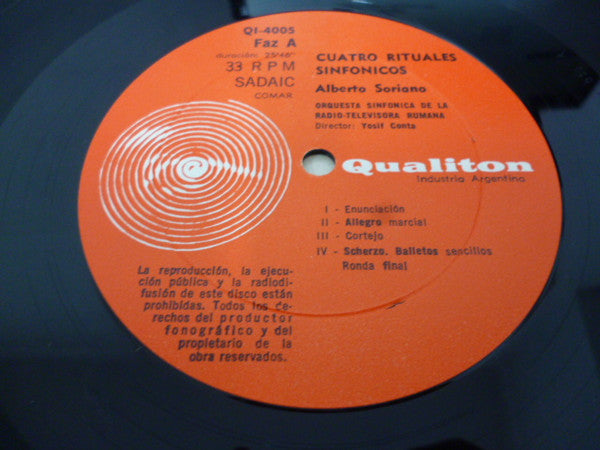 QI-4005
Faz A
duración: 25'46"
33 RPM
SADAIC
COMAR
CUATRO RITUALES
SINFONICOS
Alberto Soriano
ORQUESTA SINFONICA DE LA
RADIO-TELEVISORA RUMANA
Director: Yosif Conta
Qualiton
Industria Argentina
I - Enunciación
II - Allegro marcial
III - Cortejo
IV - Scherzo. Balletos sencillos
Ronda final
La reproducción, la ejecu-
ción pública y la radiodi-
fusión de este disco están
prohibidas. Todos los de-
rechos del productor
fonográfico y del
propietario de la
obra reservados.